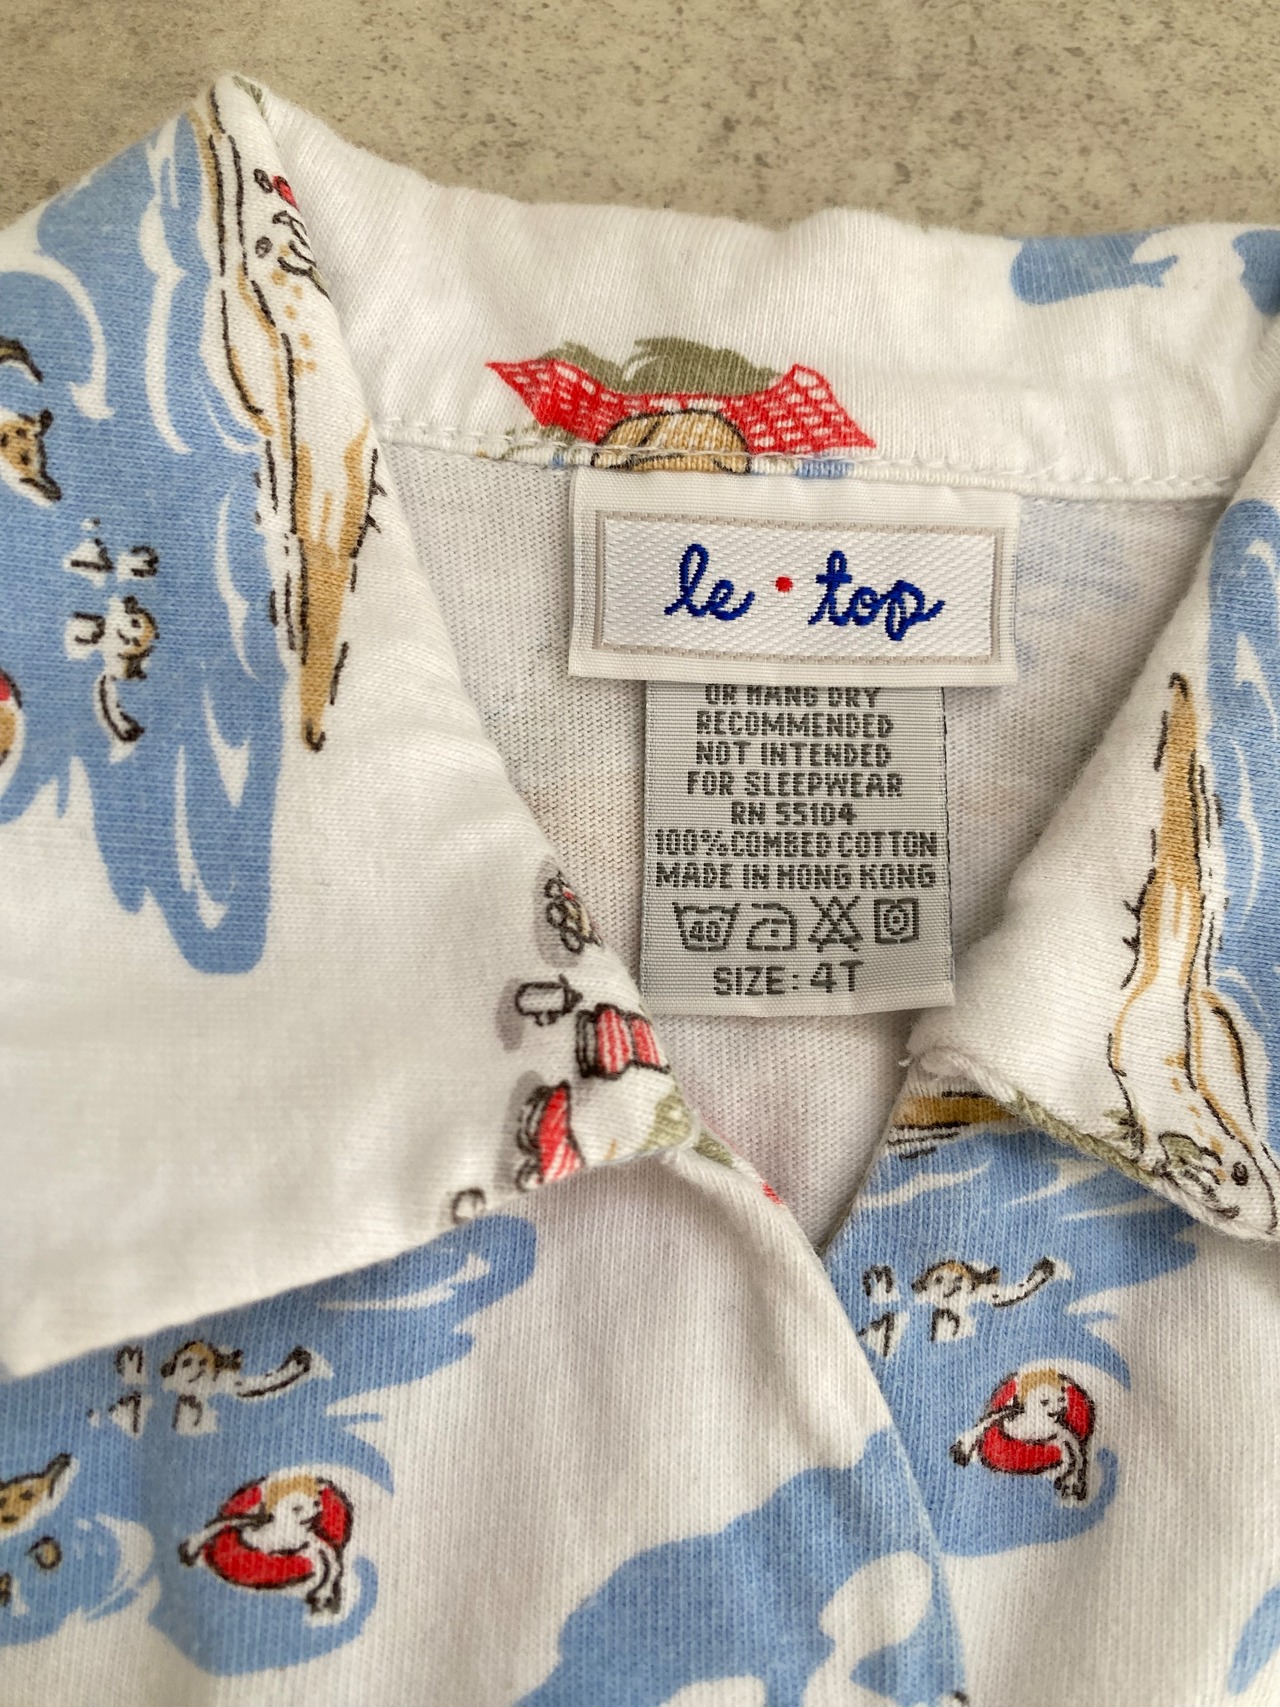 le • top
OR HANG DRY
RECOMMENDED
NOT INTENDED
FOR SLEEPWEAR
RN 55104
100% COMBED COTTON
MADE IN HONG KONG
40
SIZE: 4T